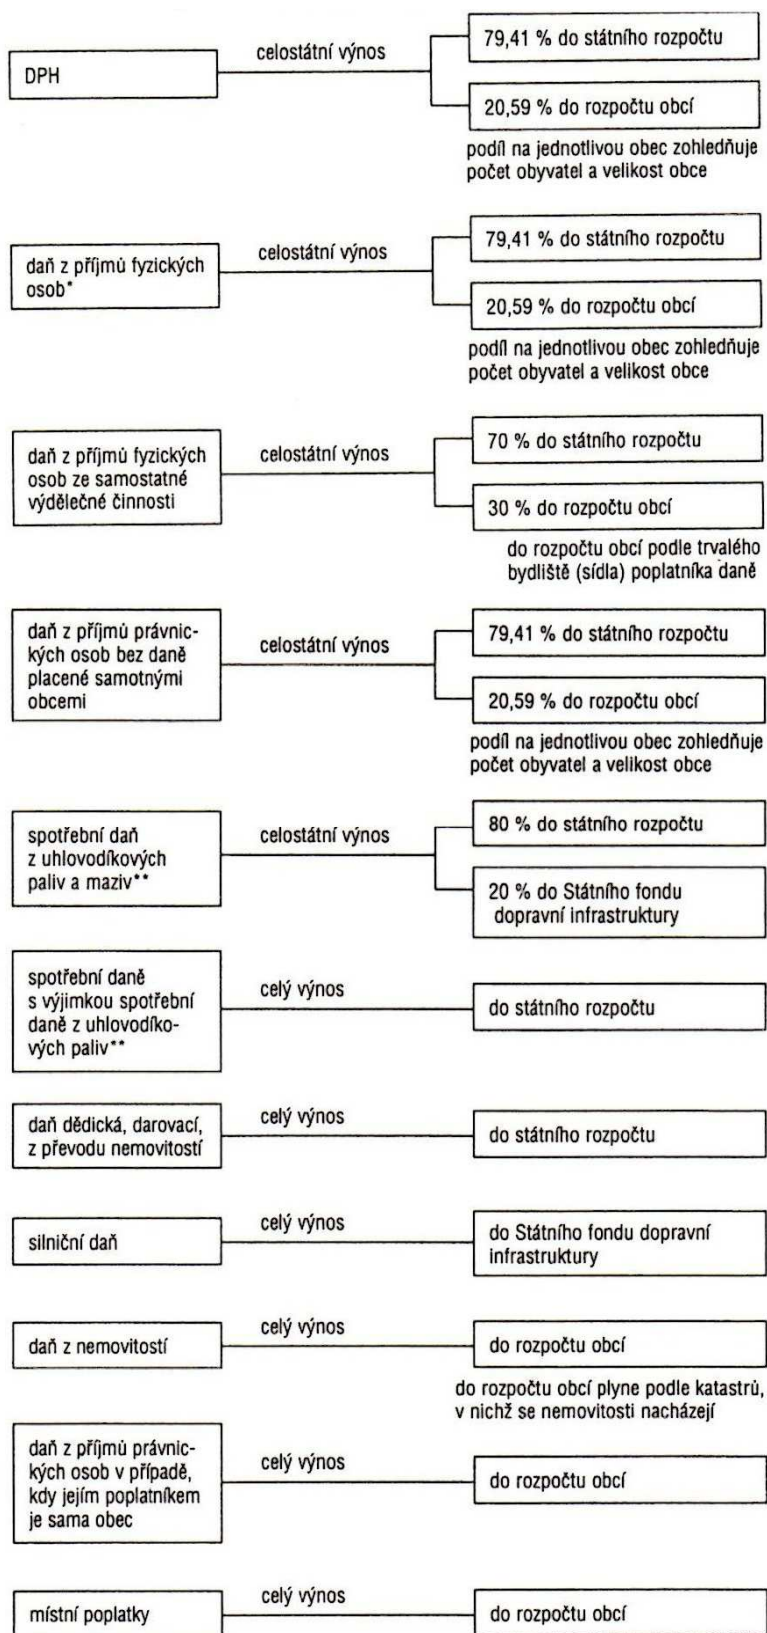 DPH
celostátní výnos
79,41 % do státního rozpočtu
20,59 % do rozpočtu obcí
podíl na jednotlivou obec zohledňuje
počet obyvatel a velikost obce
daň z příjmů fyzických
osob*
celostátní výnos
79,41 % do státního rozpočtu
20,59 % do rozpočtu obcí
podíl na jednotlivou obec zohledňuje
počet obyvatel a velikost obce
daň z příjmů fyzických
osob ze samostatné
výdělečné činnosti
celostátní výnos
70 % do státního rozpočtu
30 % do rozpočtu obcí
do rozpočtu obcí podle trvalého
bydliště (sídla) poplatníka daně
daň z příjmů právnic-
kých osob bez daně
placené samotnými
obcemi
celostátní výnos
79,41 % do státního rozpočtu
20,59 % do rozpočtu obcí
podíl na jednotlivou obec zohledňuje
počet obyvatel a velikost obce
spotřební daň
z uhlovodíkových
paliv a maziv**
celostátní výnos
80 % do státního rozpočtu
20 % do Státního fondu
dopravní infrastruktury
spotřební daně
s výjimkou spotřební
daně z uhlovodíko-
vých paliv**
celý výnos
do státního rozpočtu
daň dědická, darovací,
z převodu nemovitostí
celý výnos
do státního rozpočtu
silniční daň
celý výnos
do Státního fondu dopravní
infrastruktury
daň z nemovitostí
celý výnos
do rozpočtu obcí
do rozpočtu obcí plyne podle katastrů,
v nichž se nemovitosti nacházejí
daň z příjmů právnic-
kých osob v případě,
kdy jejím poplatníkem
je sama obec
celý výnos
do rozpočtu obcí
místní poplatky
celý výnos
do rozpočtu obcí